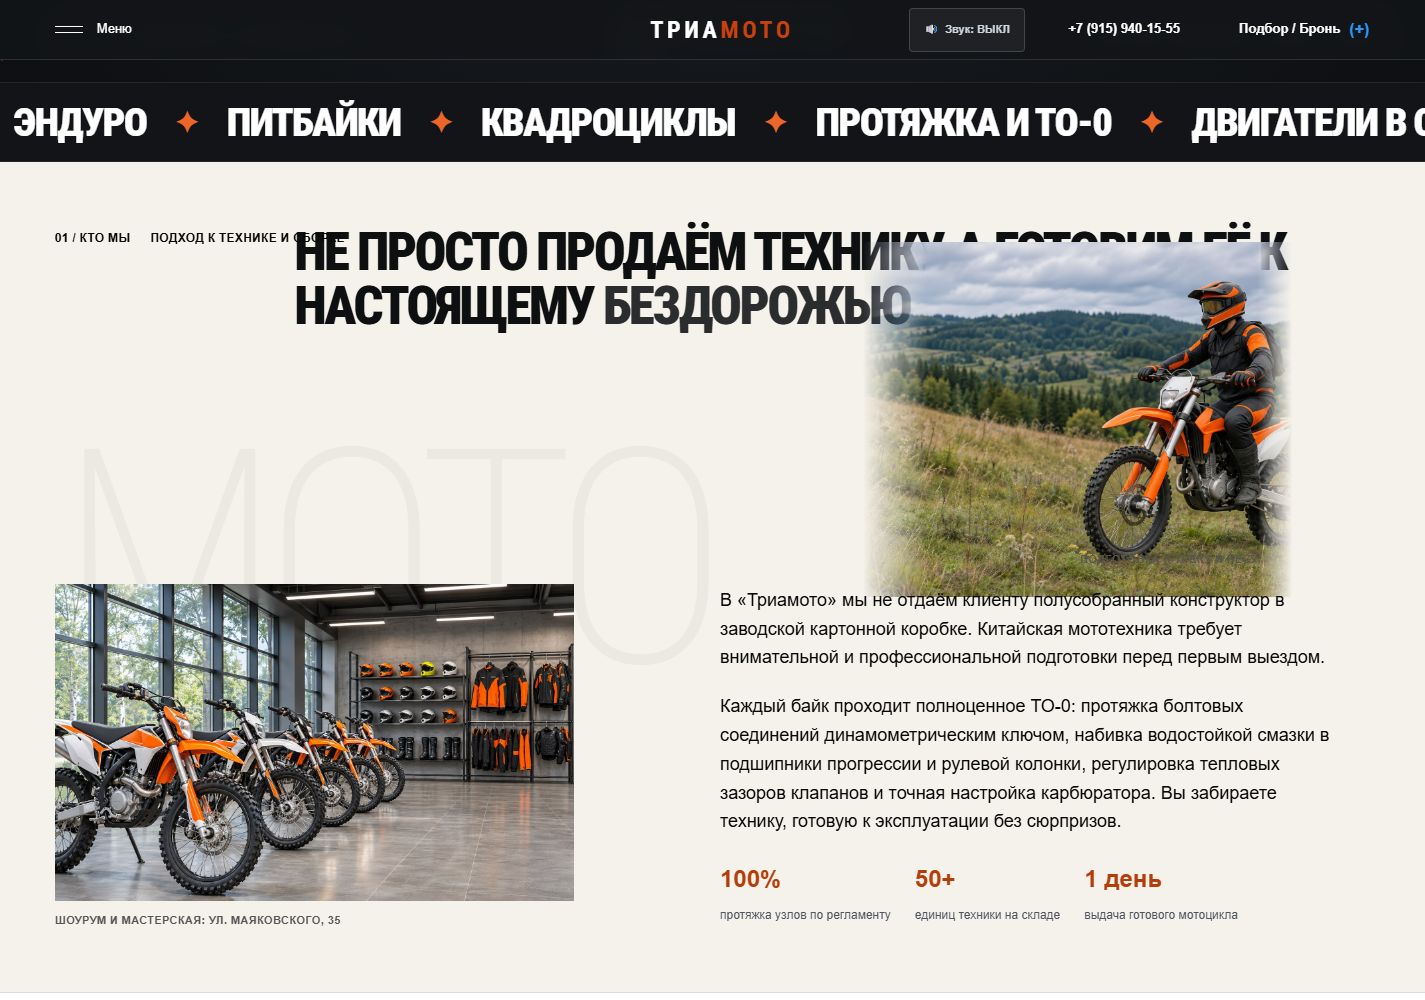 Меню
ТРИАМОТО
Звук: ВЫКЛ
+7 (915) 940-15-55
Подбор / Бронь (+)
ЭНДУРО ✦ ПИТБАЙКИ ✦ КВАДРОЦИКЛЫ ✦ ПРОТЯЖКА И ТО-0 ✦ ДВИГАТЕЛИ В
01 / КТО МЫ
ПОДХОД К ТЕХНИКЕ И СБОРКЕ
НЕ ПРОСТО ПРОДАЁМ ТЕХНИКУ, А ГОТОВИМ ЕЁ К
НАСТОЯЩЕМУ БЕЗДОРОЖЬЮ
МОТО
ШОУРУМ И МАСТЕРСКАЯ: УЛ. МАЯКОВСКОГО, 35
В «Триамото» мы не отдаём клиенту полусобранный конструктор в
заводской картонной коробке. Китайская мототехника требует
внимательной и профессиональной подготовки перед первым выездом.
Каждый байк проходит полноценное ТО-0: протяжка болтовых
соединений динамометрическим ключом, набивка водостойкой смазки в
подшипники прогрессии и рулевой колонки, регулировка тепловых
зазоров клапанов и точная настройка карбюратора. Вы забираете
технику, готовую к эксплуатации без сюрпризов.
100%
протяжка узлов по регламенту
50+
единиц техники на складе
1 день
выдача готового мотоцикла